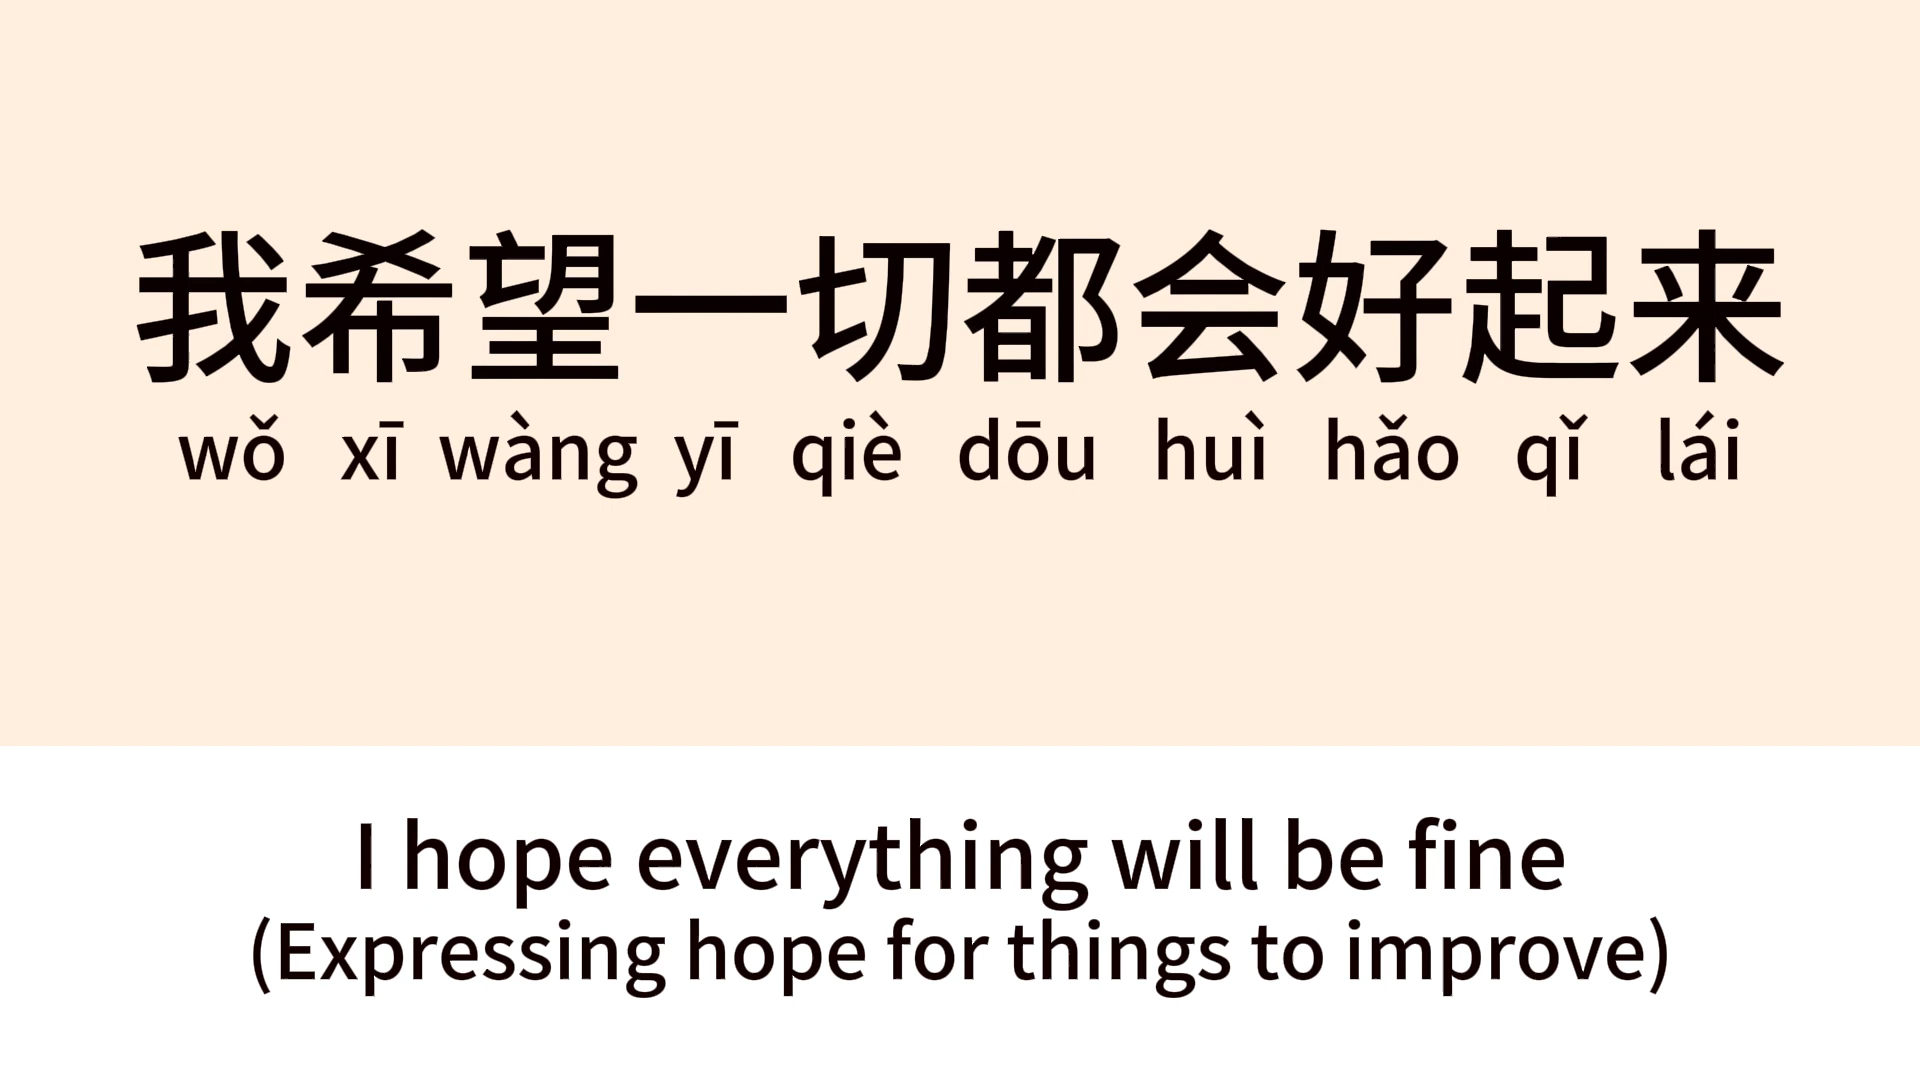 我希望一切都会好起来
wǒ xī wàng yī qiè dōu huì hǎo qǐ lái
I hope everything will be fine
(Expressing hope for things to improve)